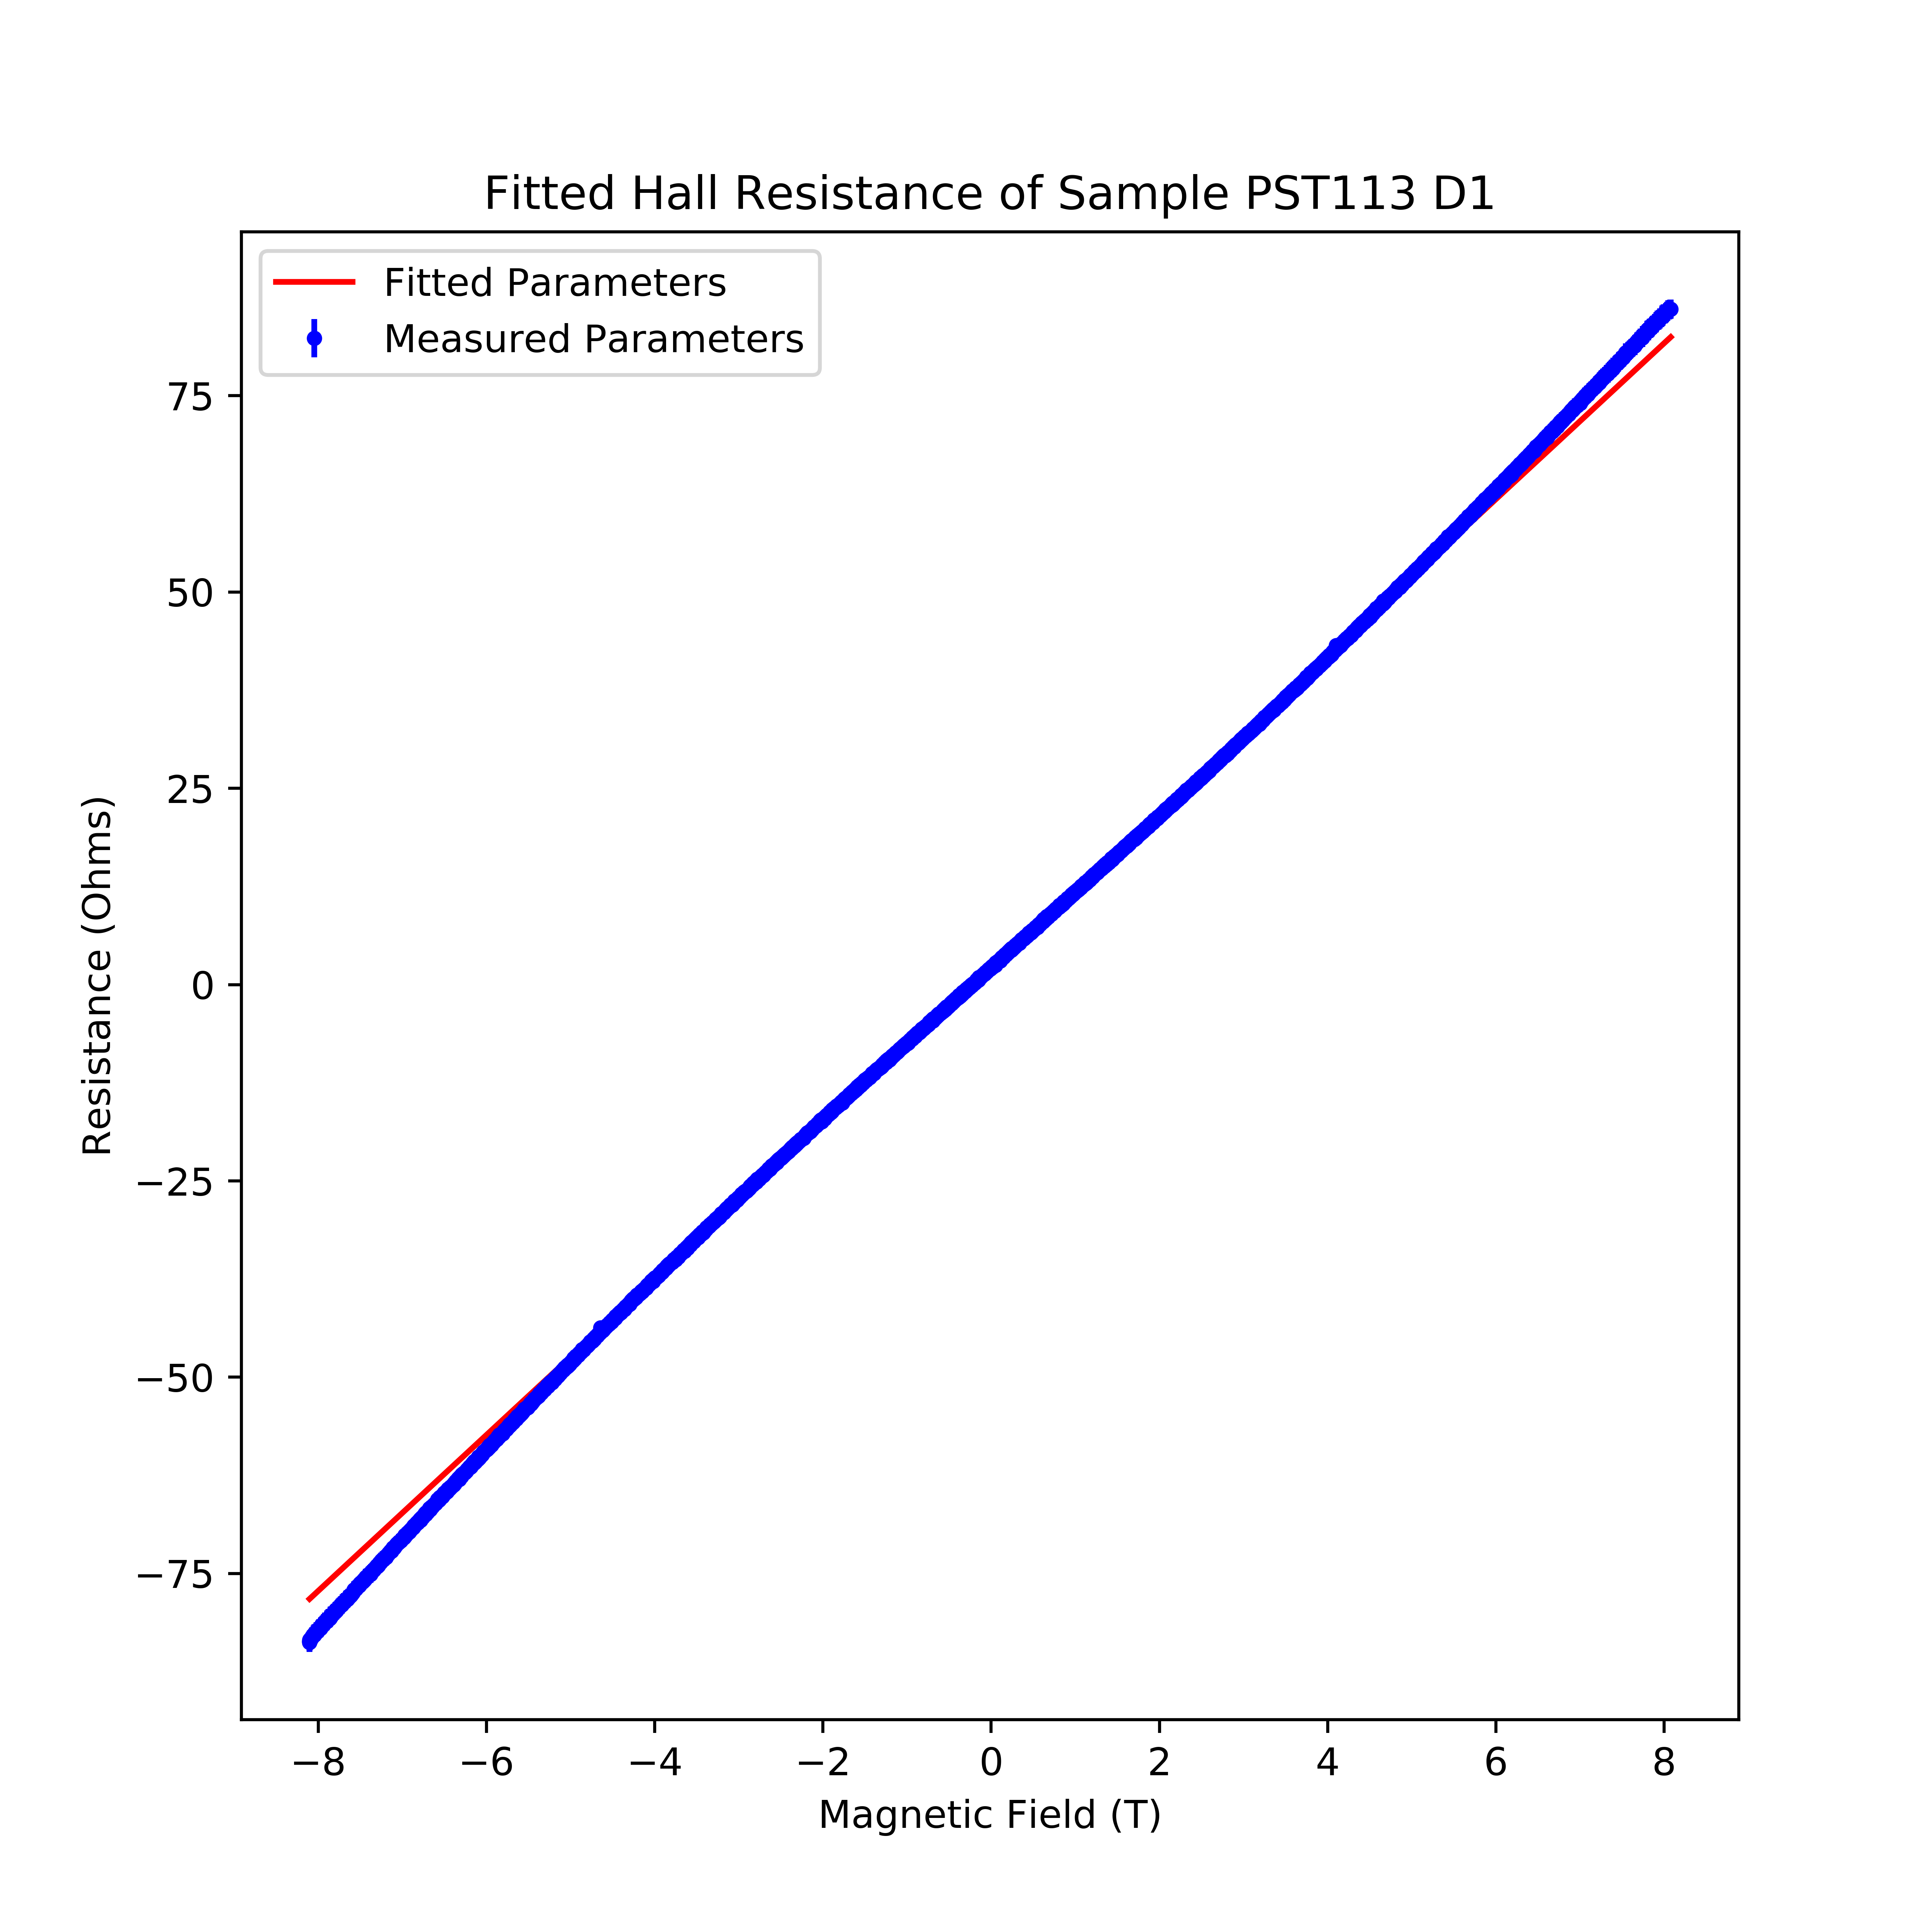 Fitted Hall Resistance of Sample PST113 D1
Fitted Parameters
Measured Parameters
75
50
25
0
−25
−50
−75
Resistance (Ohms)
−8 −6 −4 −2 0 2 4 6 8
Magnetic Field (T)